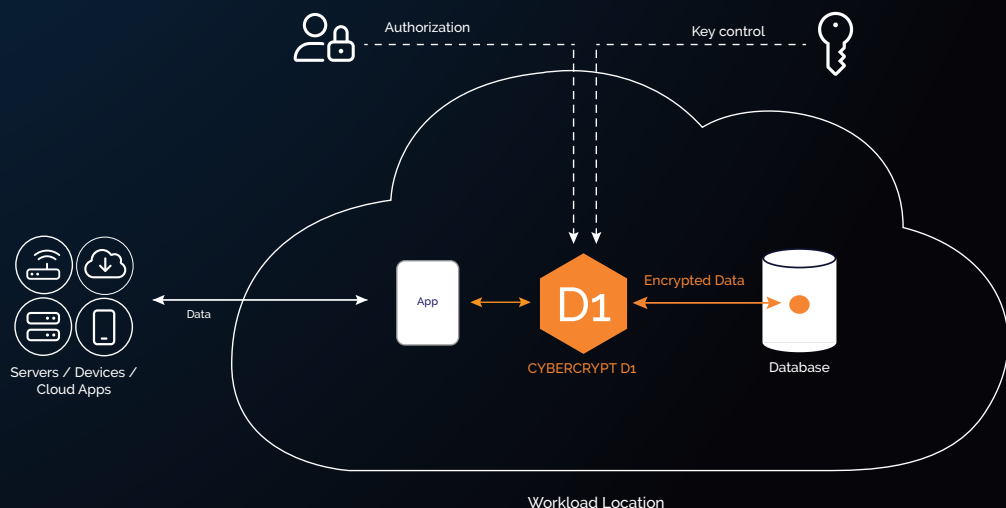 Authorization
Key control
App
D1
Encrypted Data
Data
CYBERCRYPT D1
Database
Servers / Devices /
Cloud Apps
Workload Location